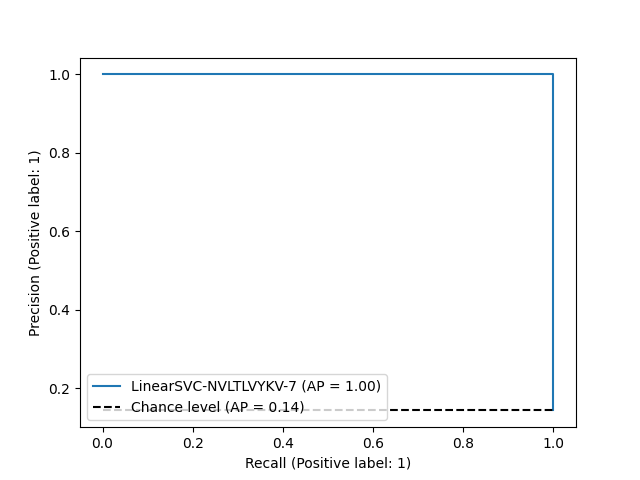 Precision (Positive label: 1)
1.0
0.8
0.6
0.4
0.2
LinearSVC-NVLTLVYKV-7 (AP = 1.00)
Chance level (AP = 0.14)
0.0 0.2 0.4 0.6 0.8 1.0
Recall (Positive label: 1)